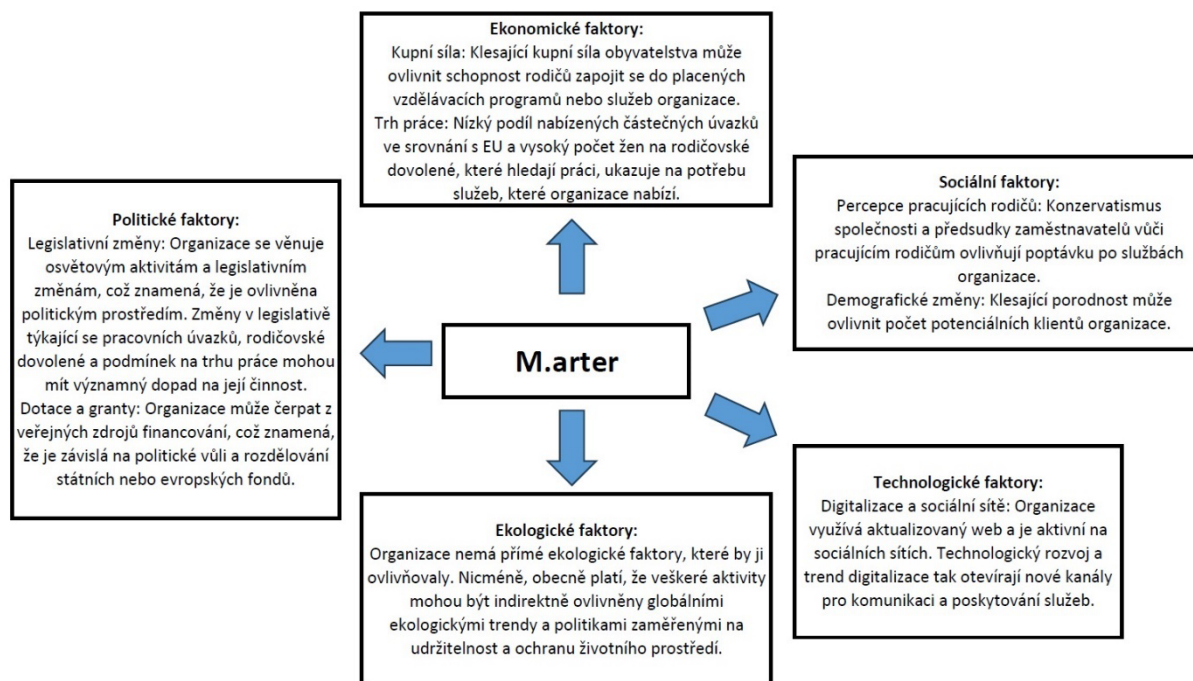 Ekonomické faktory:
Kupní síla: Klesající kupní síla obyvatelstva může
ovlivnit schopnost rodičů zapojit se do placených
vzdělávacích programů nebo služeb organizace.
Trh práce: Nízký podíl nabízených částečných úvazků
ve srovnání s EU a vysoký počet žen na rodičovské
dovolené, které hledají práci, ukazuje na potřebu
služeb, které organizace nabízí.
Politické faktory:
Legislativní změny: Organizace se věnuje
osvětovým aktivitám a legislativním
změnám, což znamená, že je ovlivněna
politickým prostředím. Změny v legislativě
týkající se pracovních úvazků, rodičovské
dovolené a podmínek na trhu práce mohou
mít významný dopad na její činnost.
Dotace a granty: Organizace může čerpat z
veřejných zdrojů financování, což znamená,
že je závislá na politické vůli a rozdělování
státních nebo evropských fondů.
Sociální faktory:
Percepce pracujících rodičů: Konzervatismus
společnosti a předsudky zaměstnavatelů vůči
pracujícím rodičům ovlivňují poptávku po službách
organizace.
Demografické změny: Klesající porodnost může
ovlivnit počet potenciálních klientů organizace.
M.arter
Ekologické faktory:
Organizace nemá přímé ekologické faktory, které by ji
ovlivňovaly. Nicméně, obecně platí, že veškeré aktivity
mohou být indirektně ovlivněny globálními
ekologickými trendy a politikami zaměřenými na
udržitelnost a ochranu životního prostředí.
Technologické faktory:
Digitalizace a sociální sítě: Organizace
využívá aktualizovaný web a je aktivní na
sociálních sítích. Technologický rozvoj a
trend digitalizace tak otevírají nové kanály
pro komunikaci a poskytování služeb.